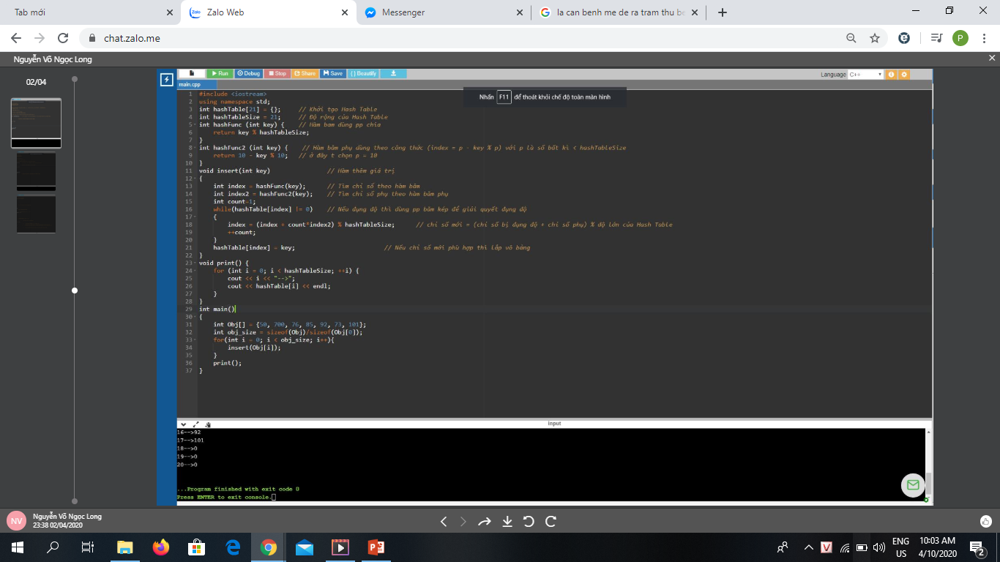 Tab mới
Zalo Web
Messenger
la can benh me de ra tram thu bệ
chat.zalo.me
P
Nguyễn Võ Ngọc Long
02/04
Run Debug Stop Share Save { } Beautify
Language C++
main.cpp
Nhấn F11 để thoát khỏi chế độ toàn màn hình
1 #include <iostream>
2 using namespace std;
3 int hashTable[21] = {}; // Khởi tạo Hash Table
4 int hashTableSize = 21; // Độ rộng của Hash Table
5 int hashFunc (int key) { // Hàm bam dùng pp chia
6 return key % hashTableSize;
7 }
8 int hashFunc2 (int key) { // Hàm băm phụ dùng theo công thức (index = p - key % p) với p là số bất kì < hashTableSize
9 return 10 - key % 10; // ở đây t chọn p = 10
10 }
11 void insert(int key) // Hàm thêm giá trị
12 {
13 int index = hashFunc(key); // Tìm chỉ số theo hàm băm
14 int index2 = hashFunc2(key); // Tìm chỉ số phụ theo hàm băm phụ
15 int count=1;
16 while(hashTable[index] != 0) // Nếu đụng độ thì dùng pp băm kép để giải quyết đụng độ
17 {
18 index = (index + count*index2) % hashTableSize; // chỉ số mới = (chỉ số bị đụng độ + chỉ số phụ) % độ lớn của Hash Table
19 ++count;
20 }
21 hashTable[index] = key; // Nếu chỉ số mới phù hợp thì lắp vô bảng
22 }
23 void print() {
24 for (int i = 0; i < hashTableSize; ++i) {
25 cout << i << "-->";
26 cout << hashTable[i] << endl;
27 }
28 }
29 int main()
30 {
31 int Obj[] = {50, 700, 76, 85, 92, 73, 101};
32 int obj_size = sizeof(Obj)/sizeof(Obj[0]);
33 for(int i = 0; i < obj_size; i++){
34 insert(Obj[i]);
35 }
36 print();
37 }
input
16-->92
17-->101
18-->0
19-->0
20-->0
...Program finished with exit code 0
Press ENTER to exit console.
NV
Nguyễn Võ Ngọc Long
23:38 02/04/2020
ENG
US
10:03 AM
4/10/2020
2